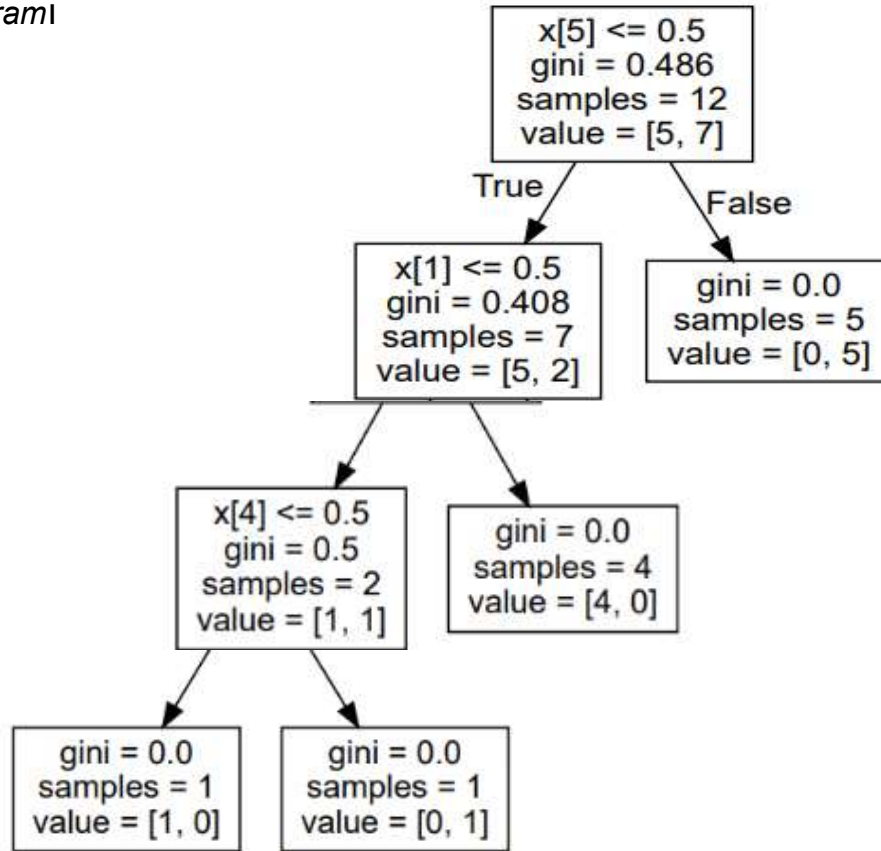 raml
x[5] <= 0.5
gini = 0.486
samples = 12
value = [5, 7]
True
False
x[1] <= 0.5
gini = 0.408
samples = 7
value = [5, 2]
gini = 0.0
samples = 5
value = [0, 5]
x[4] <= 0.5
gini = 0.5
samples = 2
value = [1, 1]
gini = 0.0
samples = 4
value = [4, 0]
gini = 0.0
samples = 1
value = [1, 0]
gini = 0.0
samples = 1
value = [0, 1]